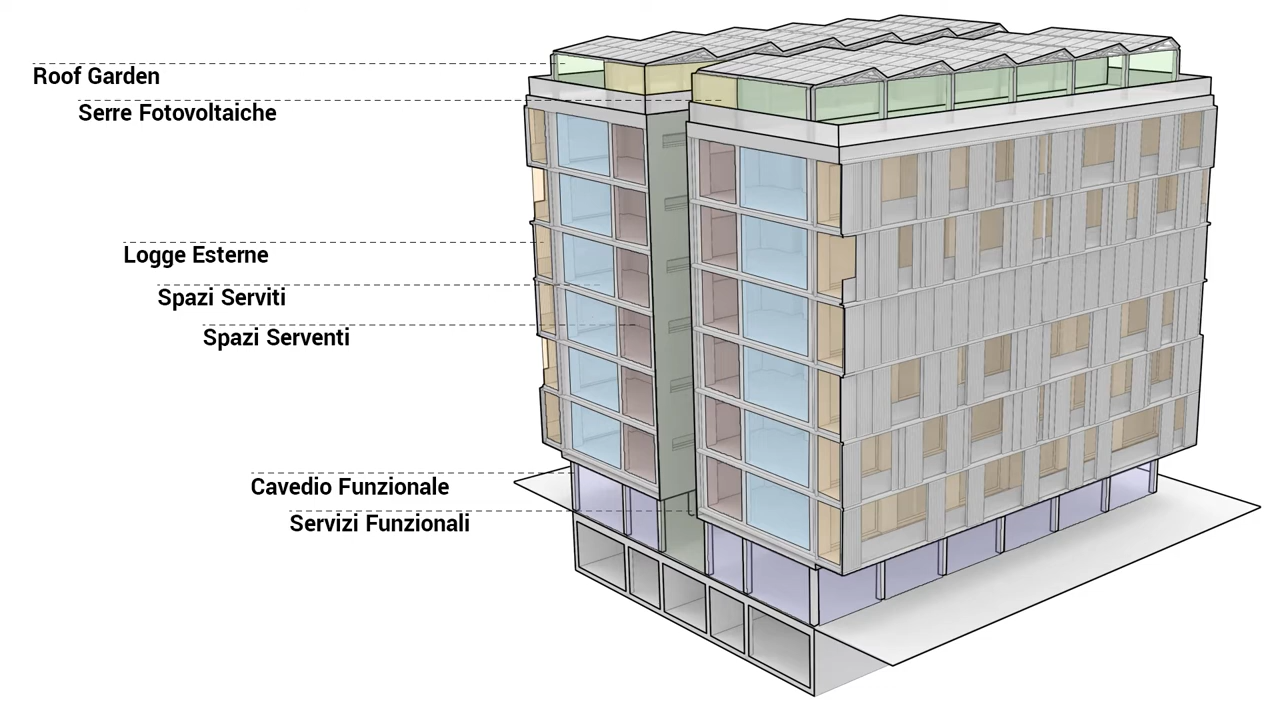 Roof Garden
Serre Fotovoltaiche
Logge Esterne
Spazi Serviti
Spazi Serventi
Cavedio Funzionale
Servizi Funzionali